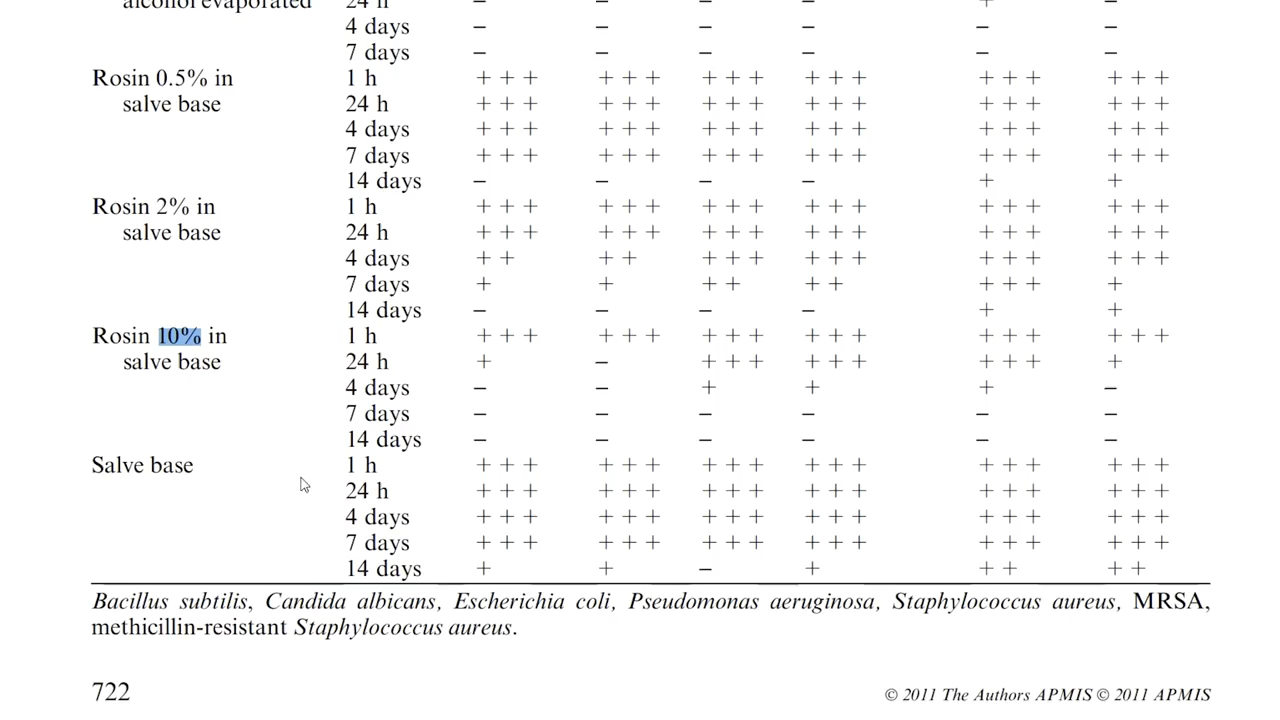 alcohol evaporated 24 h − − − − + −
4 days − − − − − −
7 days − − − − − −
Rosin 0.5% in 1 h +++ +++ +++ +++ +++ +++
salve base 24 h +++ +++ +++ +++ +++ +++
4 days +++ +++ +++ +++ +++ +++
7 days +++ +++ +++ +++ +++ +++
14 days − − − − + +
Rosin 2% in 1 h +++ +++ +++ +++ +++ +++
salve base 24 h +++ +++ +++ +++ +++ +++
4 days ++ ++ +++ +++ +++ +++
7 days + + ++ ++ +++ +
14 days − − − − + +
Rosin 10% in 1 h +++ +++ +++ +++ +++ +++
salve base 24 h + − +++ +++ +++ +
4 days − − + + + −
7 days − − − − − −
14 days − − − − − −
Salve base 1 h +++ +++ +++ +++ +++ +++
24 h +++ +++ +++ +++ +++ +++
4 days +++ +++ +++ +++ +++ +++
7 days +++ +++ +++ +++ +++ +++
14 days + + − + ++ ++
Bacillus subtilis, Candida albicans, Escherichia coli, Pseudomonas aeruginosa, Staphylococcus aureus, MRSA,
methicillin-resistant Staphylococcus aureus.
722 © 2011 The Authors APMIS © 2011 APMIS